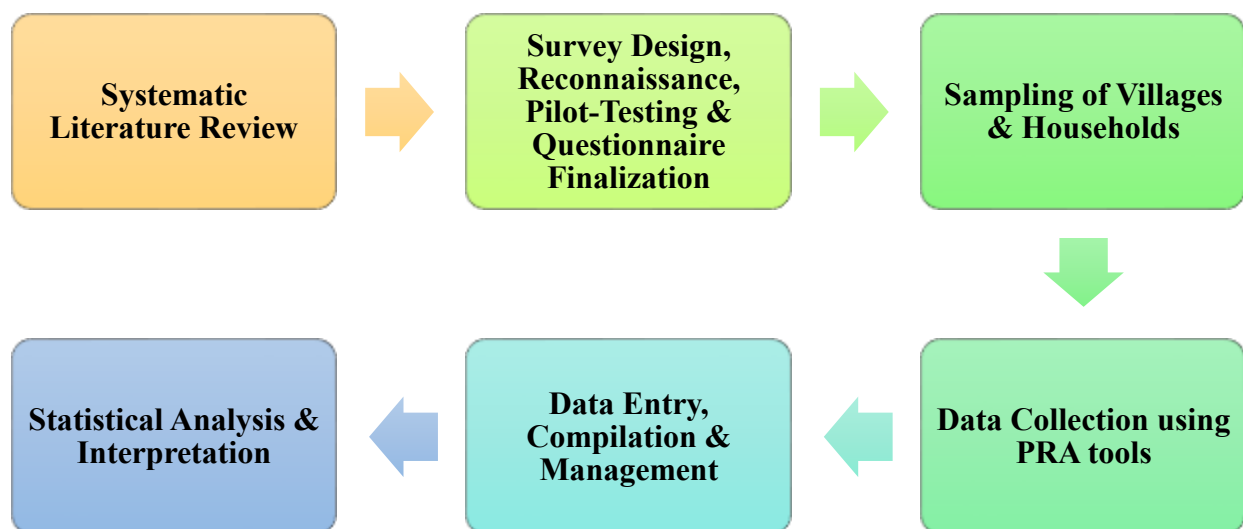 Systematic
Literature Review
Survey Design,
Reconnaissance,
Pilot-Testing &
Questionnaire
Finalization
Sampling of Villages
& Households
Data Collection using
PRA tools
Data Entry,
Compilation &
Management
Statistical Analysis &
Interpretation